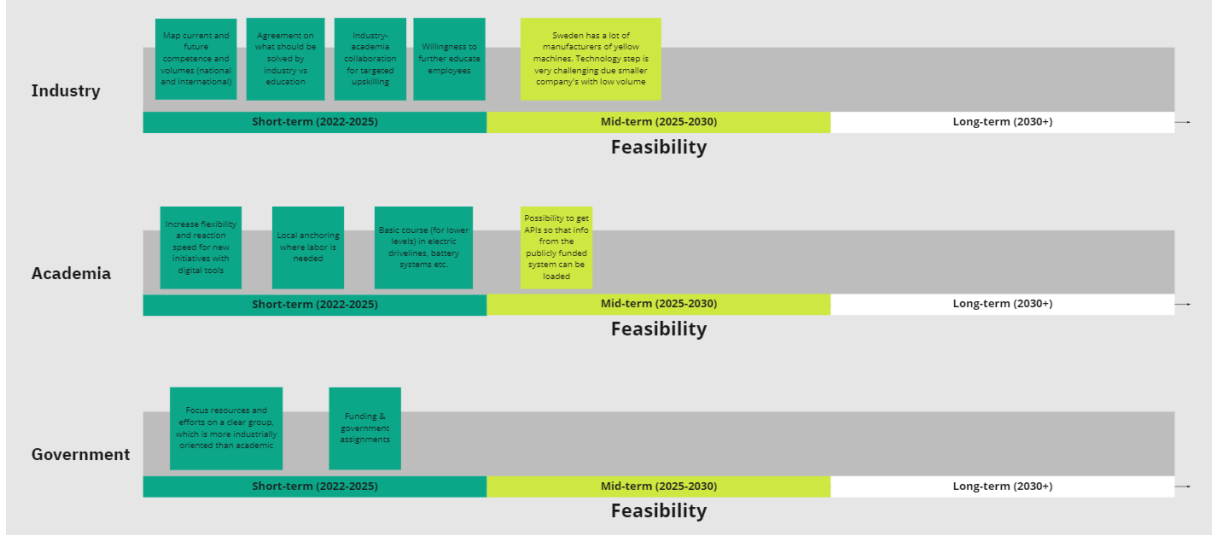 Map current and
future
competence and
volumes (national
and international)
Agreement on
what should be
solved by
industry vs
education
Industry-
academia
collaboration
for targeted
upskilling
Willingness to
further educate
employees
Sweden has a lot of
manufacturers of yellow
machines. Technology step is
very challenging due smaller
company's with low volume
Industry
Short-term (2022-2025)
Mid-term (2025-2030)
Long-term (2030+)
Feasibility
Increase flexibility
and reaction
speed for new
initiatives with
digital tools
Local anchoring
where labor is
needed
Basic course (for lower
levels) in electric
drivelines, battery
systems etc.
Possibility to get
APIs so that info
from the
publicly funded
system can be
loaded
Academia
Short-term (2022-2025)
Mid-term (2025-2030)
Long-term (2030+)
Feasibility
Focus resources and
efforts on a clear group,
which is more industrially
oriented than academic
Funding &
government
assignments
Government
Short-term (2022-2025)
Mid-term (2025-2030)
Long-term (2030+)
Feasibility